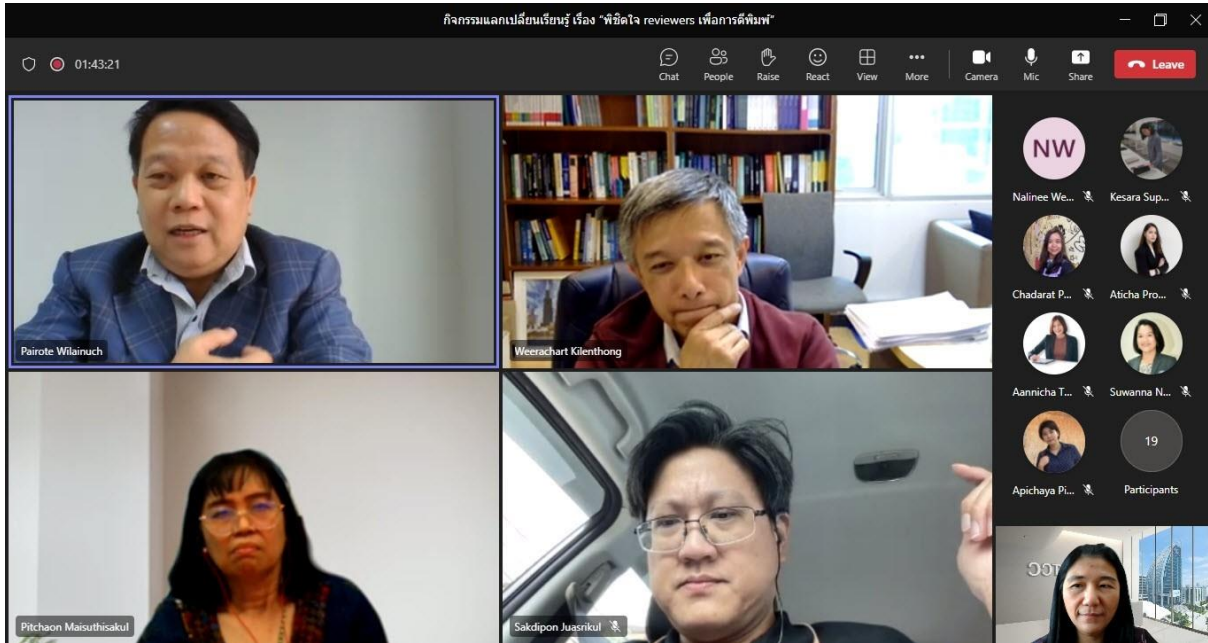 กิจกรรมแลกเปลี่ยนเรียนรู้ เรื่อง "พิชิตใจ reviewers เพื่อการตีพิมพ์"
01:43:21
Chat People Raise React View More Camera Mic Share Leave
Pairote Wilainuch
Weerachart Kilenthong
NW
Nalinee We... Kesara Sup...
Chadarat P... Aticha Pro...
Aannicha T... Suwanna N...
19
Apichaya Pi... Participants
Pitchaon Maisuthisakul
Sakdipon Juasrikul